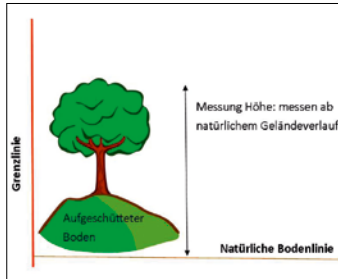 Messung Höhe: messen ab
natürlichem Geländeverlauf
Grenzlinie
Aufgeschütteter
Boden
Natürliche Bodenlinie